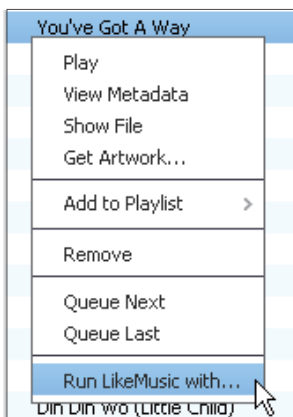 You've Got A Way
Play
View Metadata
Show File
Get Artwork...
Add to Playlist >
Remove
Queue Next
Queue Last
Run LikeMusic with...
Din Din Wo (Little Child)